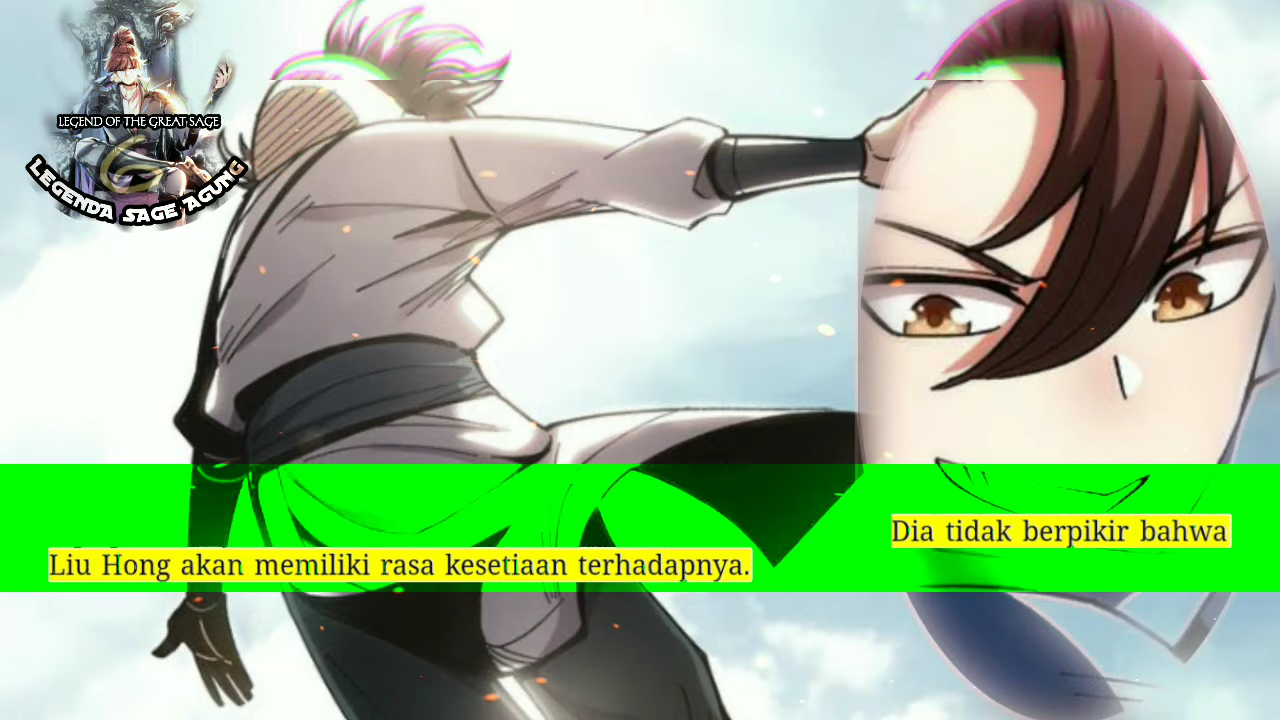 LEGEND OF THE GREAT SAGE
LEGENDA SAGE AGUNG
Dia tidak berpikir bahwa
Liu Hong akan memiliki rasa kesetiaan terhadapnya.